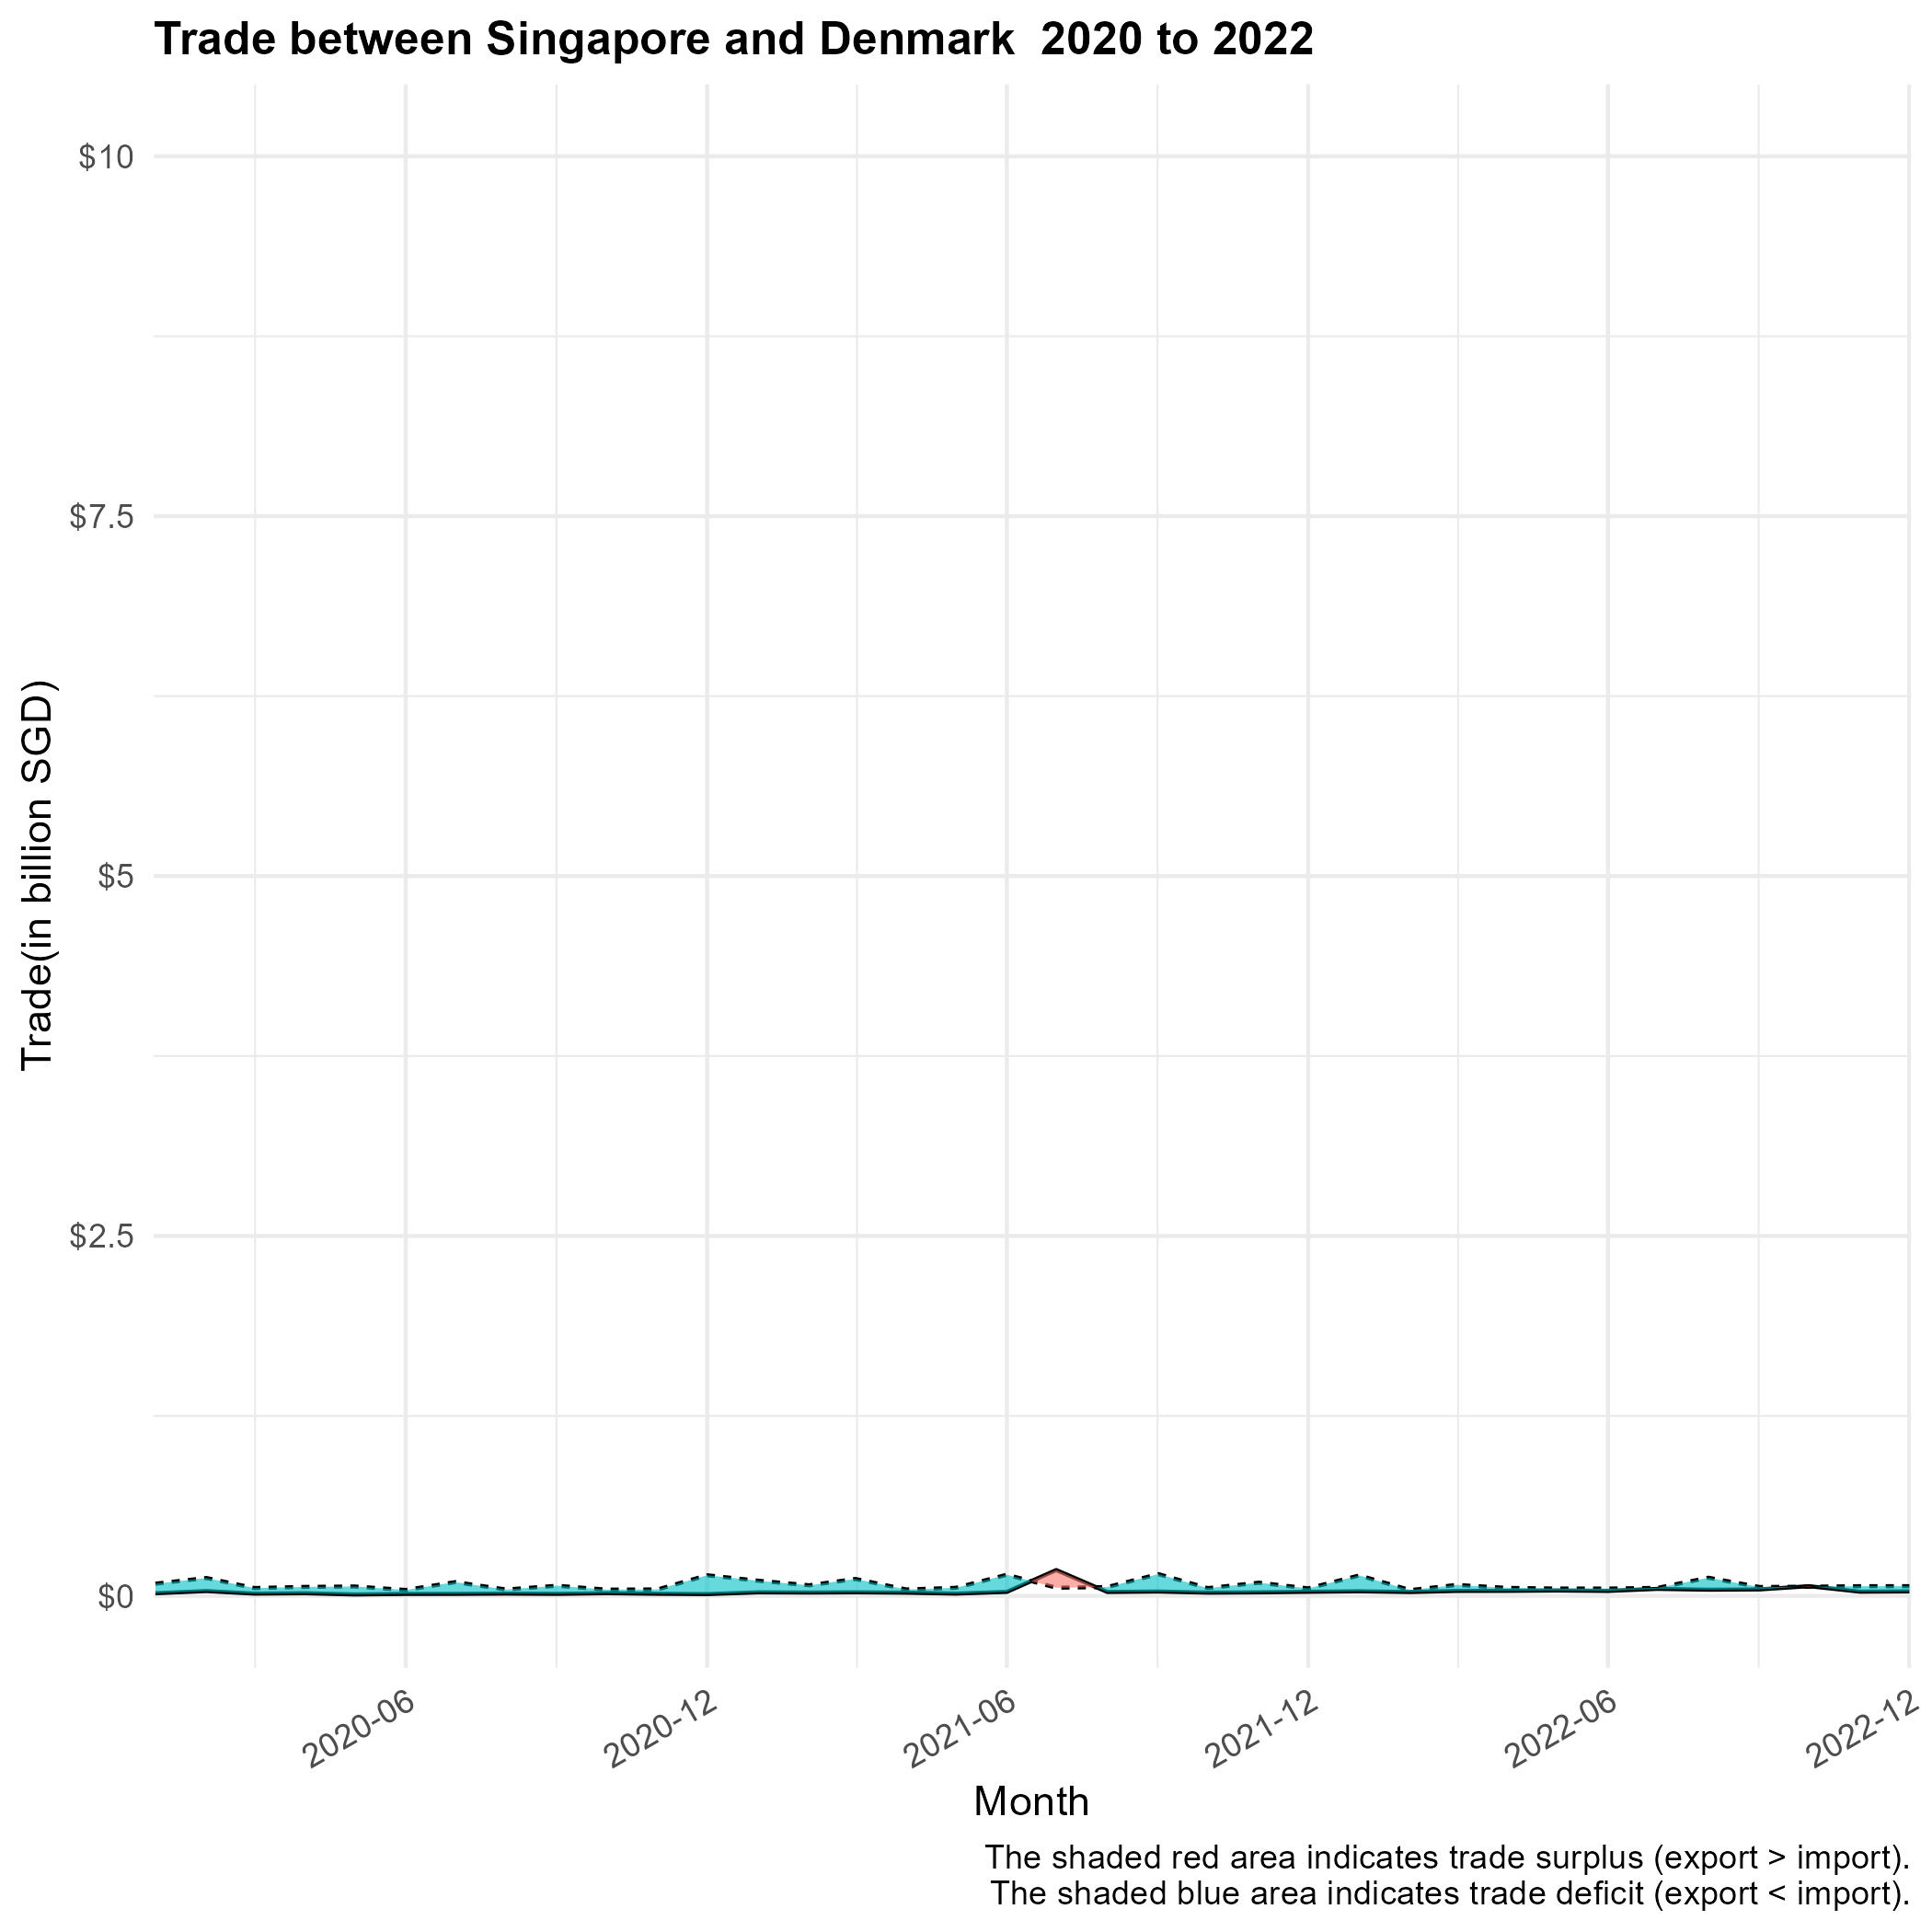 Trade between Singapore and Denmark  2020 to 2022
$10
$7.5
$5
$2.5
$0
Trade(in billion SGD)
2020-06
2020-12
2021-06
2021-12
2022-06
2022-12
Month
The shaded red area indicates trade surplus (export > import).
The shaded blue area indicates trade deficit (export < import).